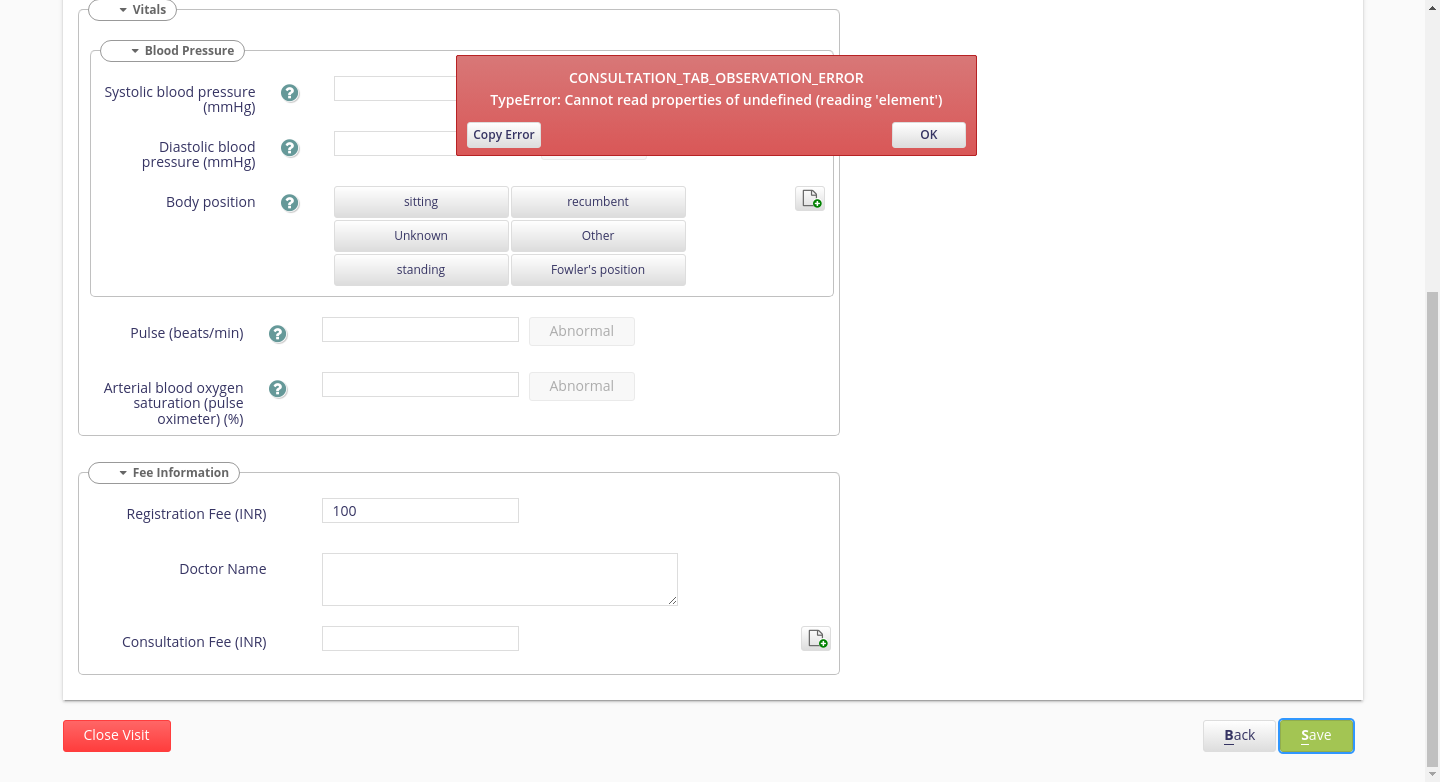 Vitals
Blood Pressure
CONSULTATION_TAB_OBSERVATION_ERROR
TypeError: Cannot read properties of undefined (reading 'element')
Copy Error
OK
Systolic blood pressure
(mmHg)
Diastolic blood
pressure (mmHg)
Body position
sitting
recumbent
Unknown
Other
standing
Fowler's position
Pulse (beats/min)
Abnormal
Arterial blood oxygen
saturation (pulse
oximeter) (%)
Abnormal
Fee Information
Registration Fee (INR)
100
Doctor Name
Consultation Fee (INR)
Close Visit
Back
Save